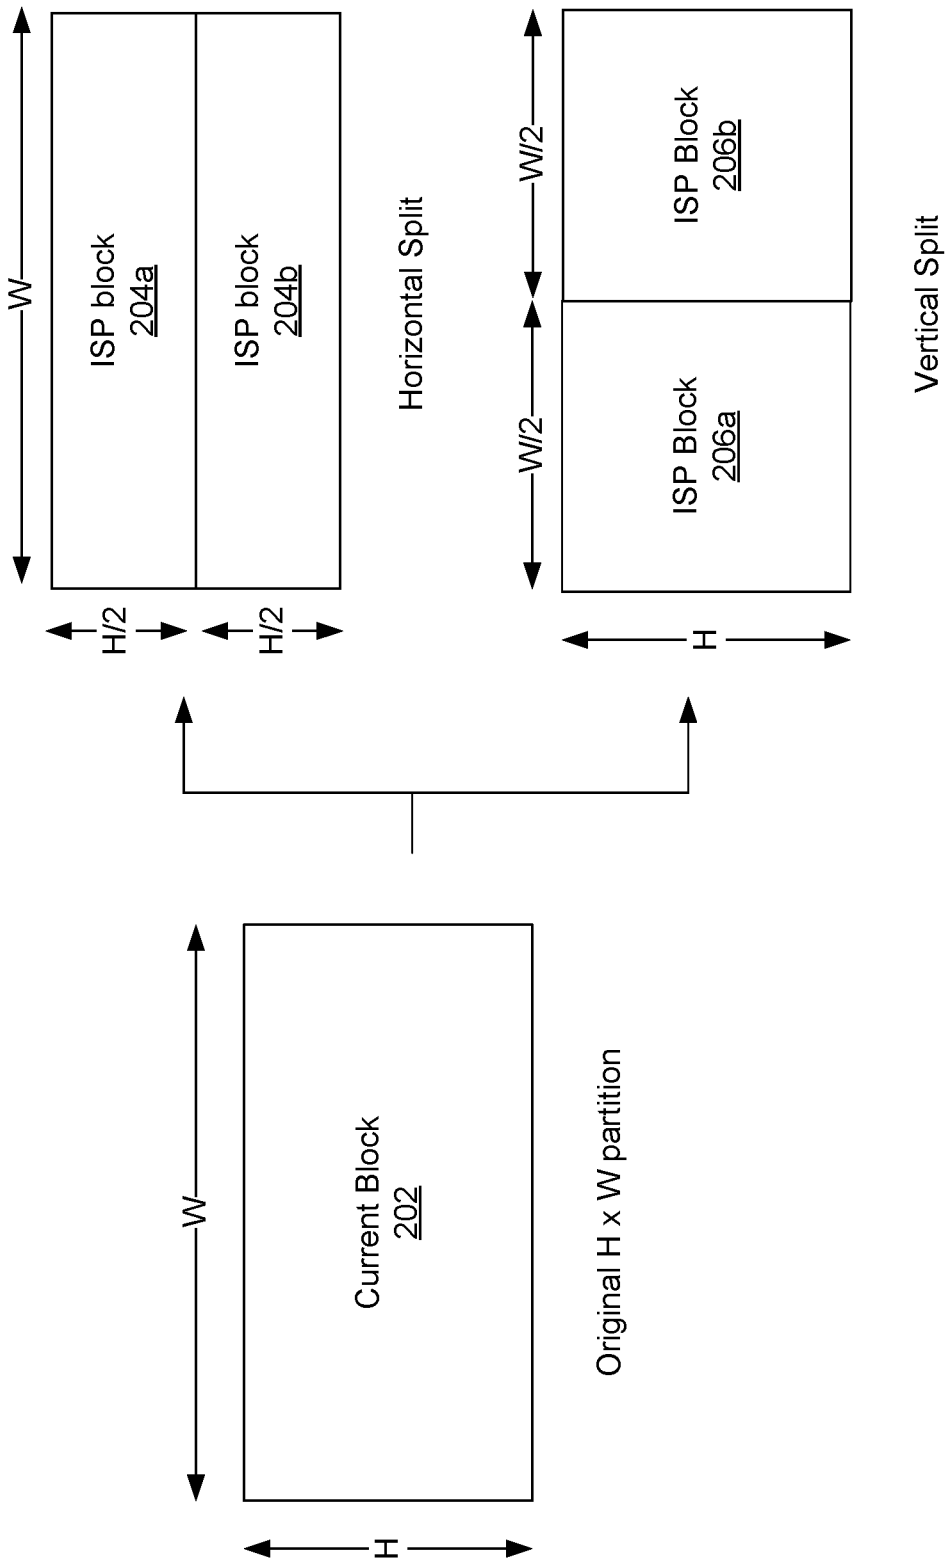 W
H
Current Block
202
Original H x W partition
W
H/2
H/2
ISP block
204a
ISP block
204b
Horizontal Split
W/2
W/2
H
ISP Block
206a
ISP Block
206b
Vertical Split